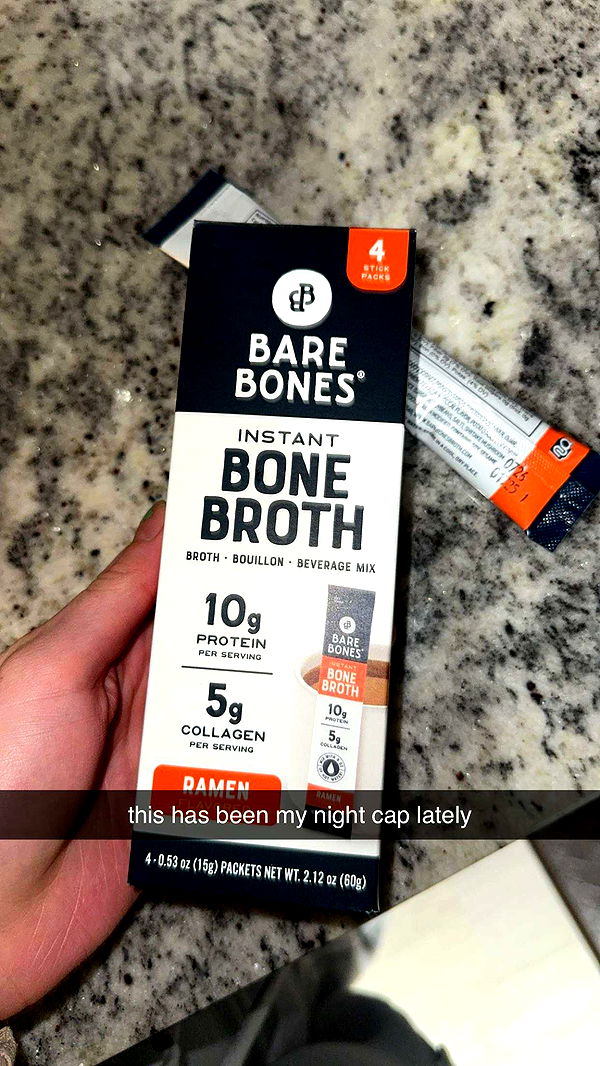 4
STICK
PACKS
BARE
BONES®
INSTANT
BONE
BROTH
BROTH • BOUILLON • BEVERAGE MIX
10g
PROTEIN
PER SERVING
5g
COLLAGEN
PER SERVING
BARE
BONES
INSTANT
BONE
BROTH
10g
PROTEIN
5g
COLLAGEN
RAMEN
RAMEN
this has been my night cap lately
4 - 0.53 oz (15g) PACKETS NET WT. 2.12 oz (60g)
0725